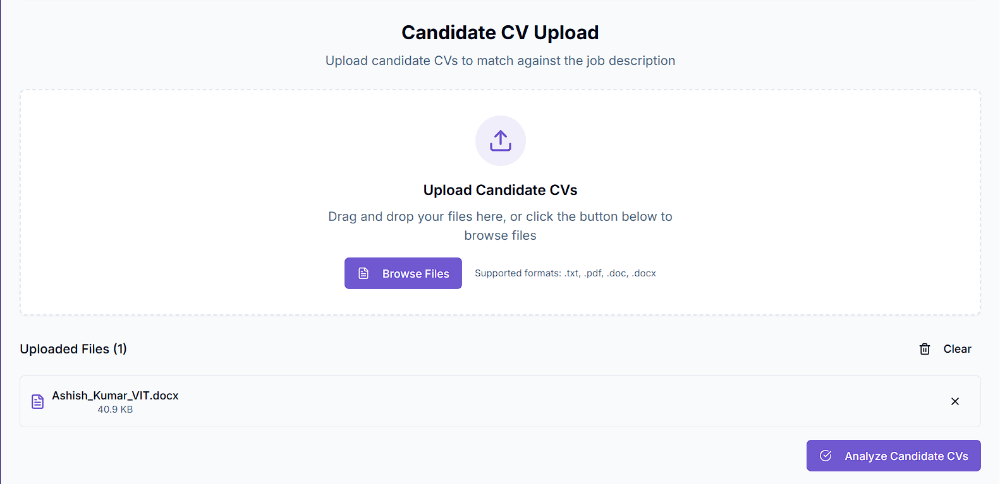 Candidate CV Upload
Upload candidate CVs to match against the job description
Upload Candidate CVs
Drag and drop your files here, or click the button below to
browse files
Browse Files
Supported formats: .txt, .pdf, .doc, .docx
Uploaded Files (1)
Clear
Ashish_Kumar_VIT.docx
40.9 KB
Analyze Candidate CVs